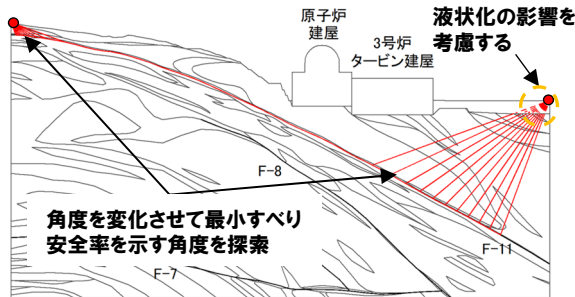 液状化の影響を
考慮する
原子炉
建屋
3号炉
タービン建屋
F-8
角度を変化させて最小すべり
安全率を示す角度を探索
F-11
F-7